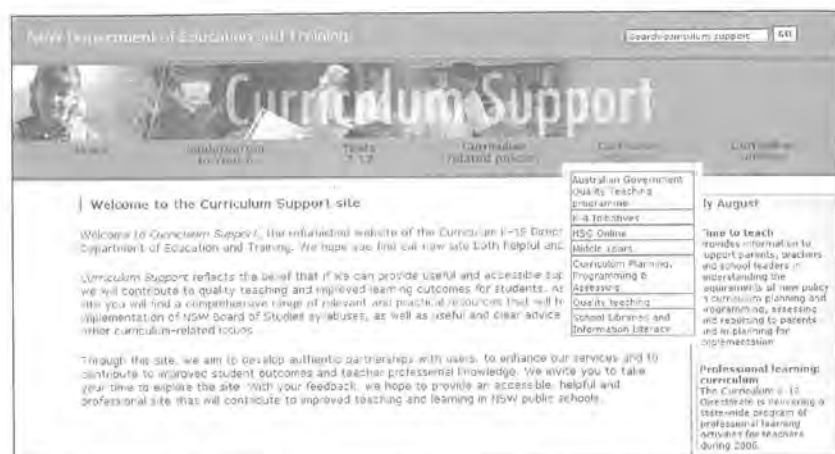 NSW Department of Education and Training
Search curriculum support GO
Curriculum Support
Curriculum
related policies
Australian Government
Quality Teaching
programme
K-4 Initiatives
HSC Online
Middle Years
Curriculum Planning,
Programming &
Assessing
Quality teaching
School Libraries and
Information Literacy
Welcome to the Curriculum Support site
Welcome to Curriculum Support, the refurbished website of the Curriculum K-12 Direct
Department of Education and Training. We hope you find our new site both helpful and
Curriculum Support reflects the belief that if we can provide useful and accessible sup
we will contribute to quality teaching and improved learning outcomes for students. As
site you will find a comprehensive range of relevant and practical resources that will h
implementation of NSW Board of Studies syllabuses, as well as useful and clear advice
other curriculum-related issues.
Through this site, we aim to develop authentic partnerships with users, to enhance our services and to
contribute to improved student outcomes and teacher professional knowledge. We invite you to take
your time to explore the site. With your feedback, we hope to provide an accessible, helpful and
professional site that will contribute to improved teaching and learning in NSW public schools.
ly August
Time to teach
provides information to
support parents, teachers
and school leaders in
understanding the
requirements of new policy
n curriculum planning and
programming, assessing
and reporting to parents
and in planning for
implementation
Professional learning:
curriculum
The Curriculum K-12
Directorate is delivering a
state-wide program of
professional learning
activities for teachers
during 2006.